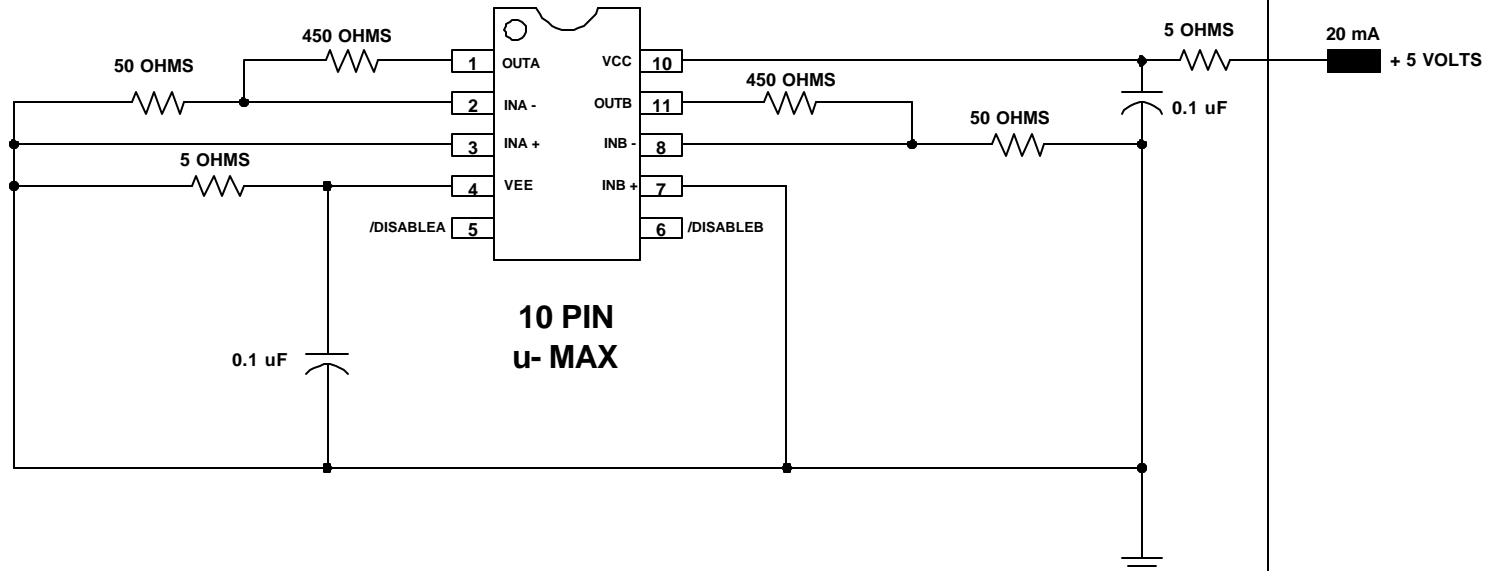 5 OHMS
20 mA
450 OHMS
+ 5 VOLTS
50 OHMS
1
OUTA
VCC
10
450 OHMS
2
INA -
OUTB
11
0.1 uF
50 OHMS
3
INA +
INB -
8
5 OHMS
4
VEE
INB +
7
/DISABLEA
5
6
/DISABLEB
10 PIN
u- MAX
0.1 uF